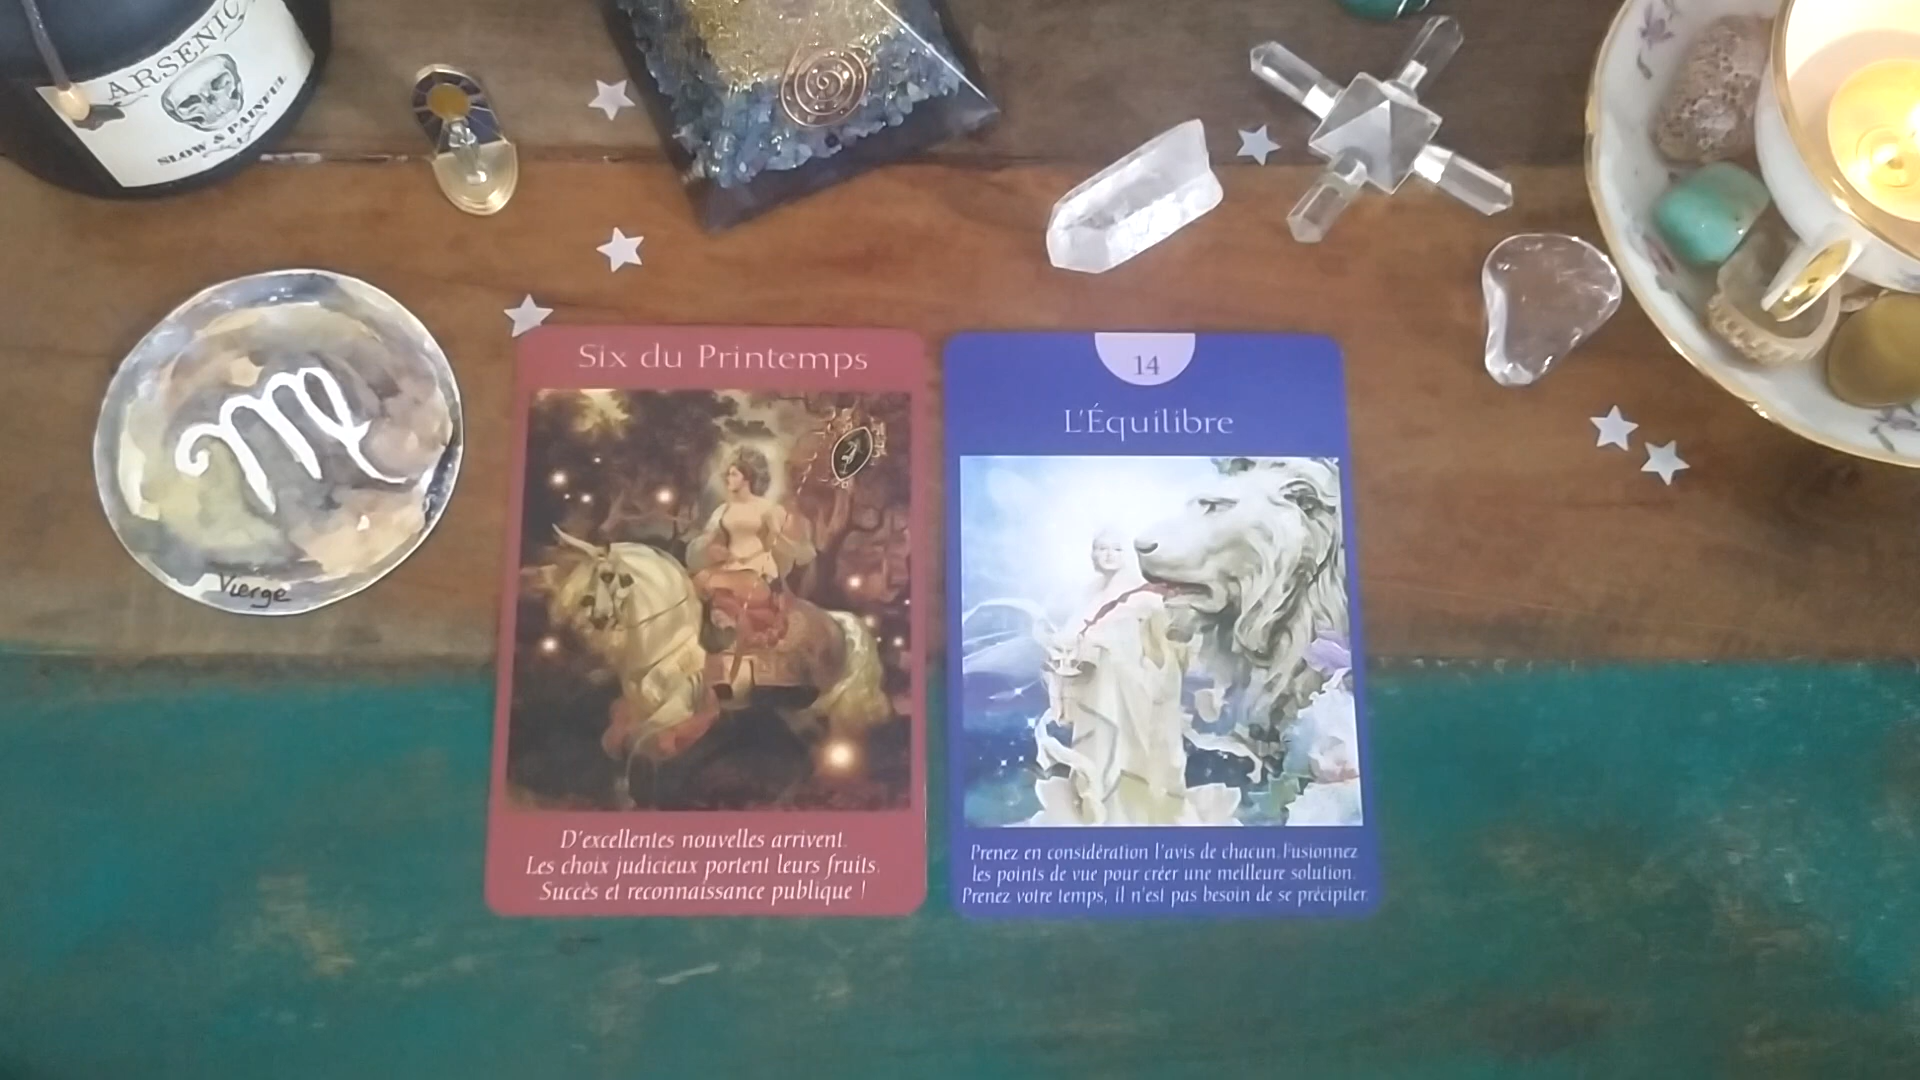 ARSENIC
SLOW & PAINFUL
Vierge
Six du Printemps
D'excellentes nouvelles arrivent.
Les choix judicieux portent leurs fruits.
Succès et reconnaissance publique !
14
L'Équilibre
Prenez en considération l'avis de chacun. Fusionnez
les points de vue pour créer une meilleure solution.
Prenez votre temps, il n'est pas besoin de se précipiter.